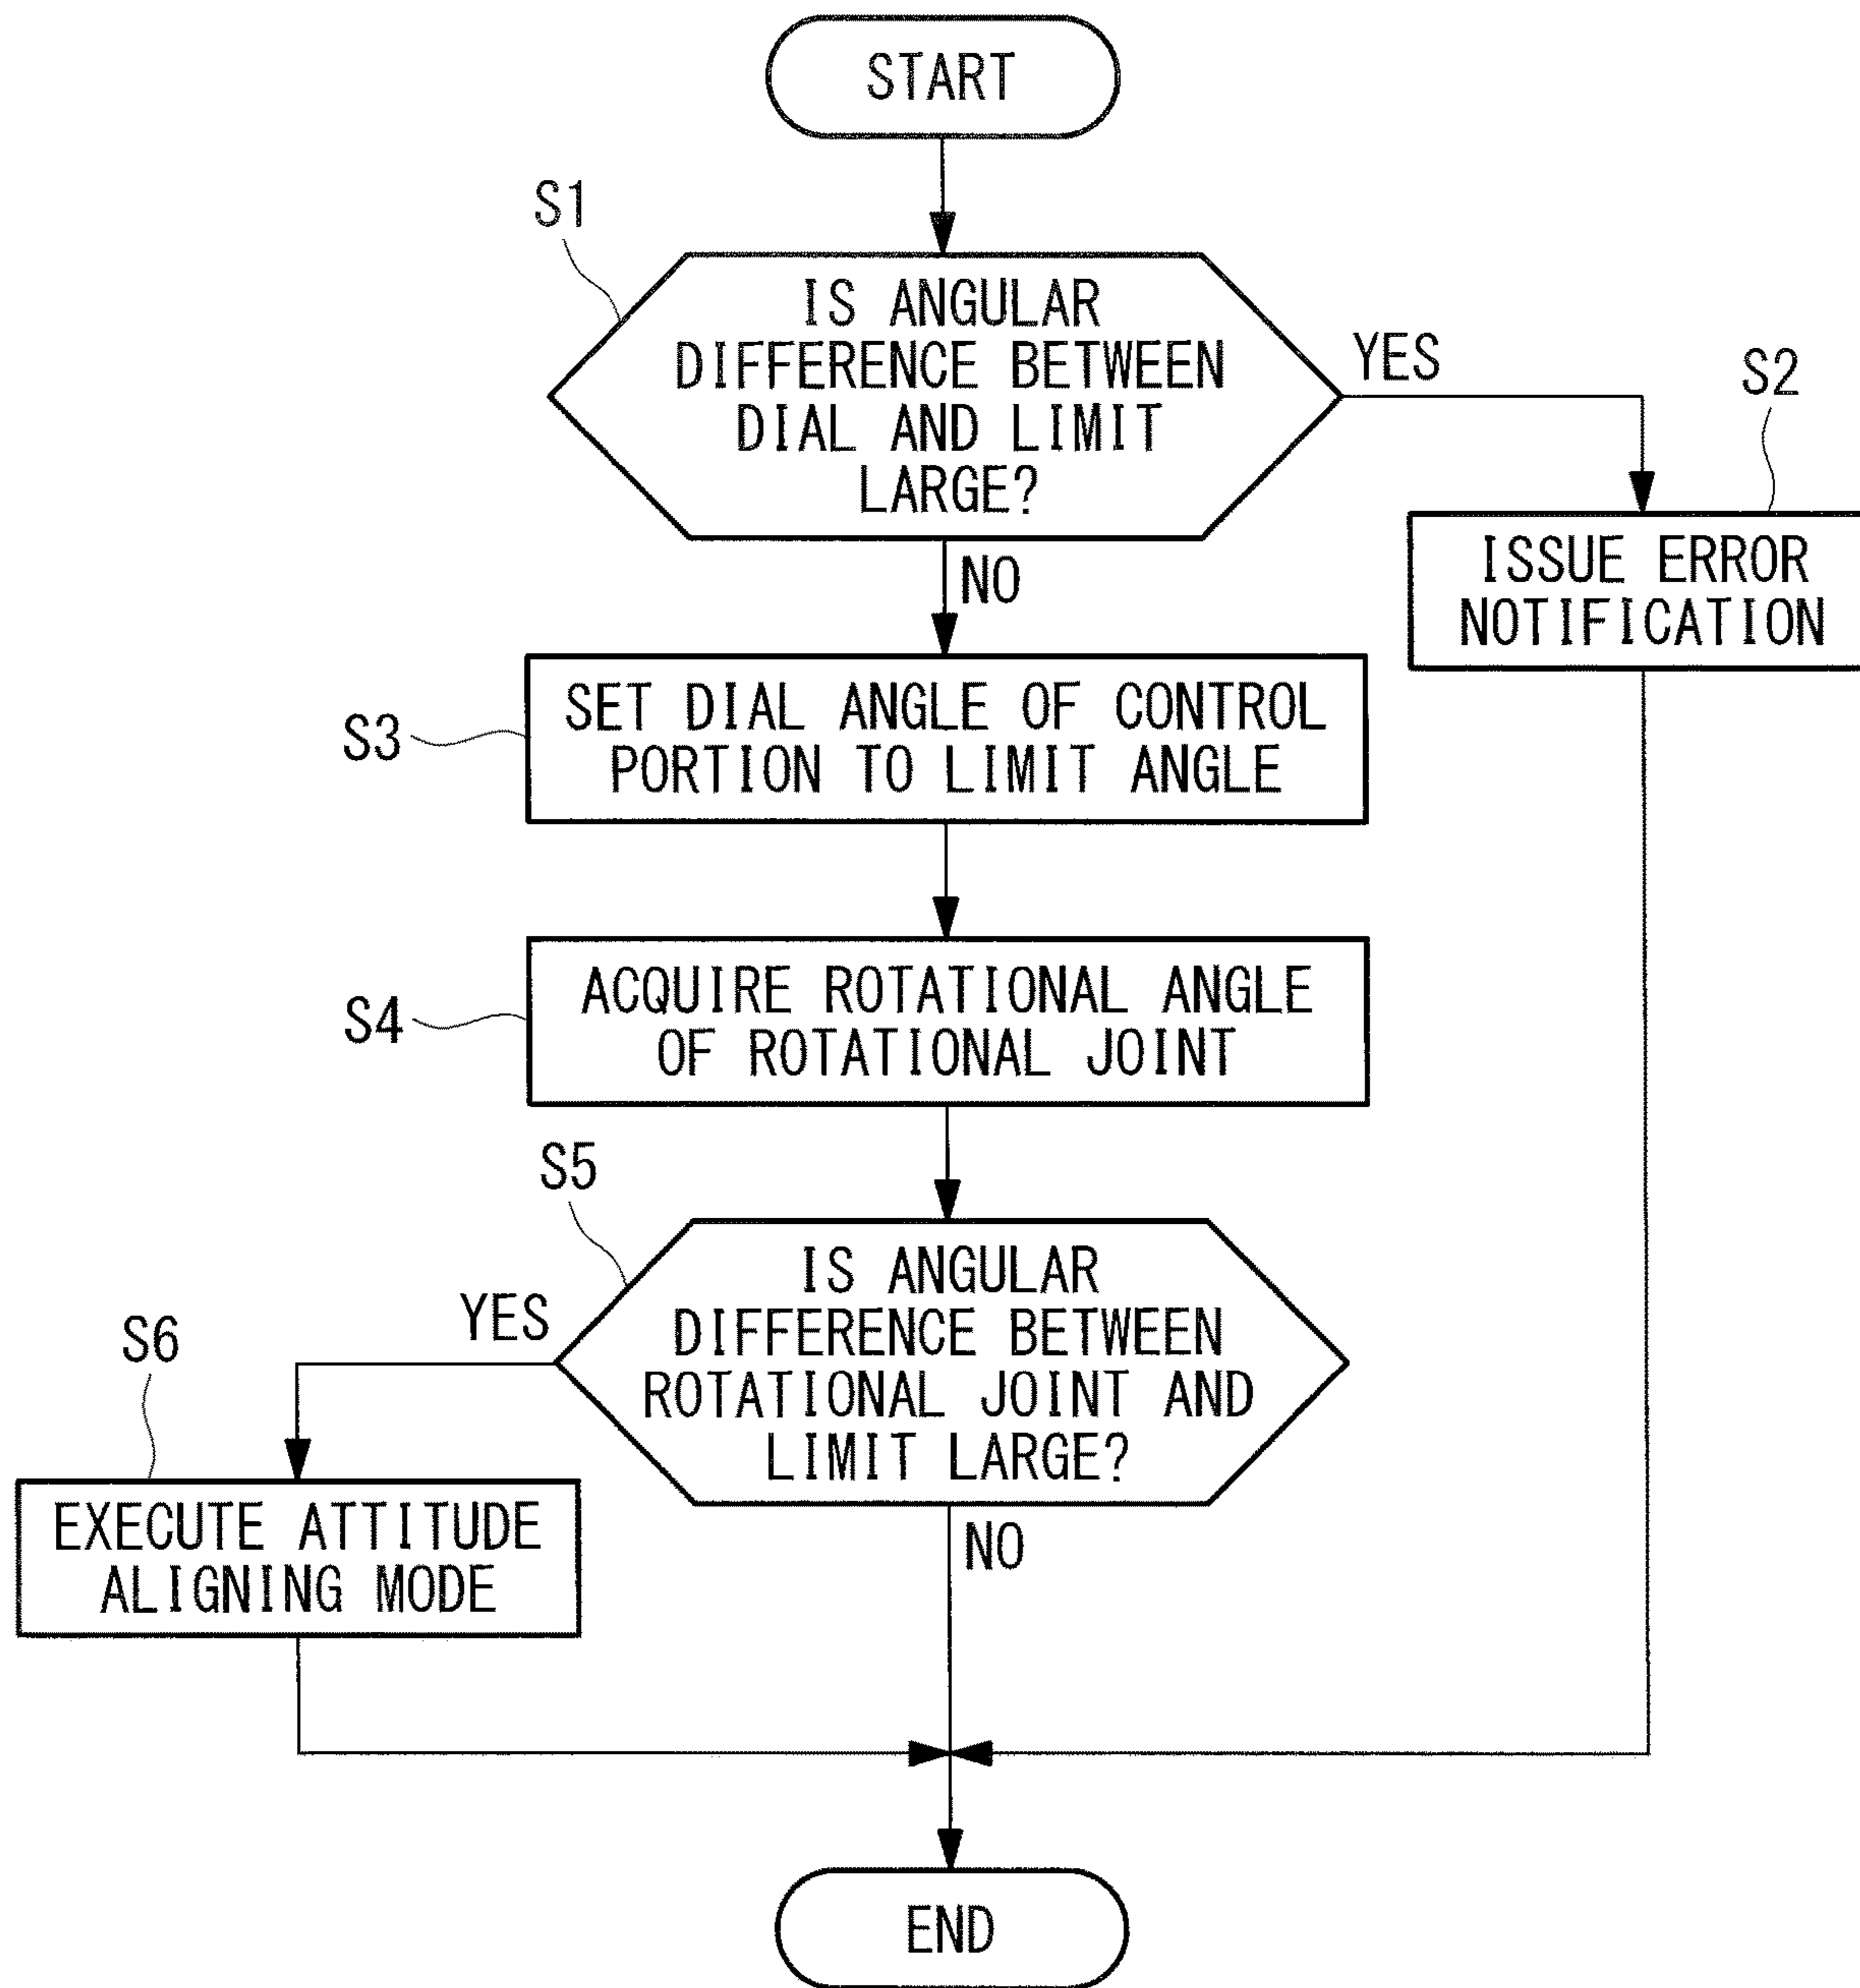 START
S1
IS ANGULAR
DIFFERENCE BETWEEN
DIAL AND LIMIT
LARGE?
YES
S2
ISSUE ERROR
NOTIFICATION
NO
S3
SET DIAL ANGLE OF CONTROL
PORTION TO LIMIT ANGLE
S4
ACQUIRE ROTATIONAL ANGLE
OF ROTATIONAL JOINT
S5
IS ANGULAR
DIFFERENCE BETWEEN
ROTATIONAL JOINT AND
LIMIT LARGE?
YES
S6
EXECUTE ATTITUDE
ALIGNING MODE
NO
END